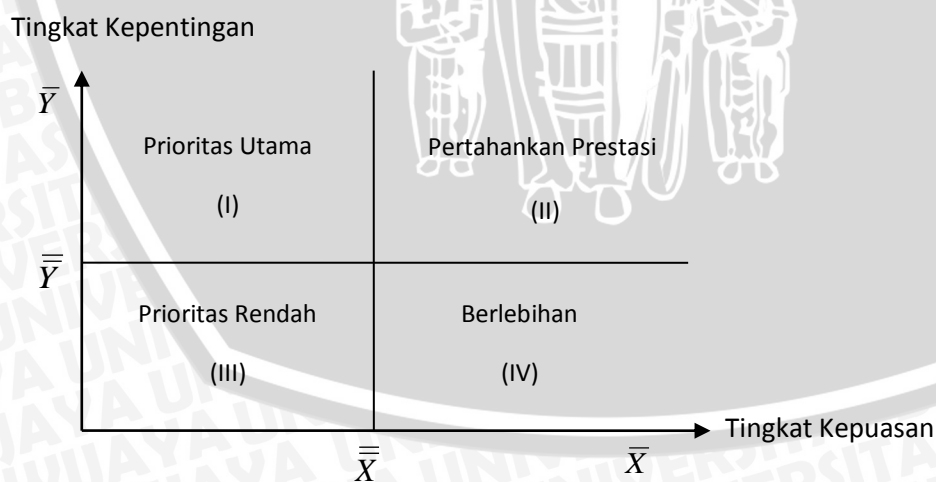 Tingkat Kepentingan
Y̅
Prioritas Utama
Pertahankan Prestasi
(I)
(II)
Y̿
Prioritas Rendah
Berlebihan
(III)
(IV)
Tingkat Kepuasan
X̿
X̅